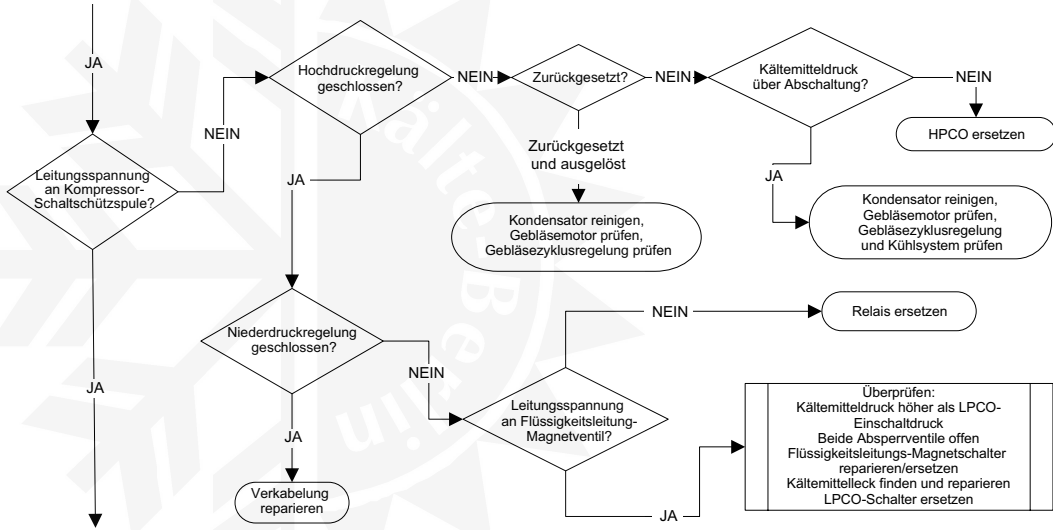 JA
Leitungsspannung
an Kompressor-
Schaltschützspule?
NEIN
JA
Hochdruckregelung
geschlossen?
NEIN
JA
Zurückgesetzt?
NEIN
Zurückgesetzt
und ausgelöst
Kondensator reinigen,
Gebläsemotor prüfen,
Gebläsezyklusregelung prüfen
Kältemitteldruck
über Abschaltung?
NEIN
HPCO ersetzen
JA
Kondensator reinigen,
Gebläsemotor prüfen,
Gebläsezyklusregelung
und Kühlsystem prüfen
Niederdruckregelung
geschlossen?
NEIN
JA
Verkabelung
reparieren
Leitungsspannung
an Flüssigkeitsleitung-
Magnetventil?
NEIN
Relais ersetzen
JA
Überprüfen:
Kältemitteldruck höher als LPCO-
Einschaltdruck
Beide Absperrventile offen
Flüssigkeitsleitungs-Magnetschalter
reparieren/ersetzen
Kältemittelleck finden und reparieren
LPCO-Schalter ersetzen
Kälte Berlin